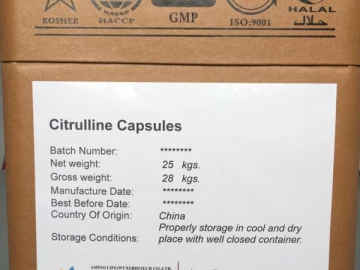 KOSHER
HACCP
HACCP
GMP
ISO:9001
HALAL
حلال
Citrulline Capsules
Batch Number: ********
Net weight: 25 kgs.
Gross weight: 28 kgs.
Manufacture Date: ********
Best Before Date: ********
Country Of Origin: China
Storage Conditions: Properly storage in cool and dry
place with well closed container.